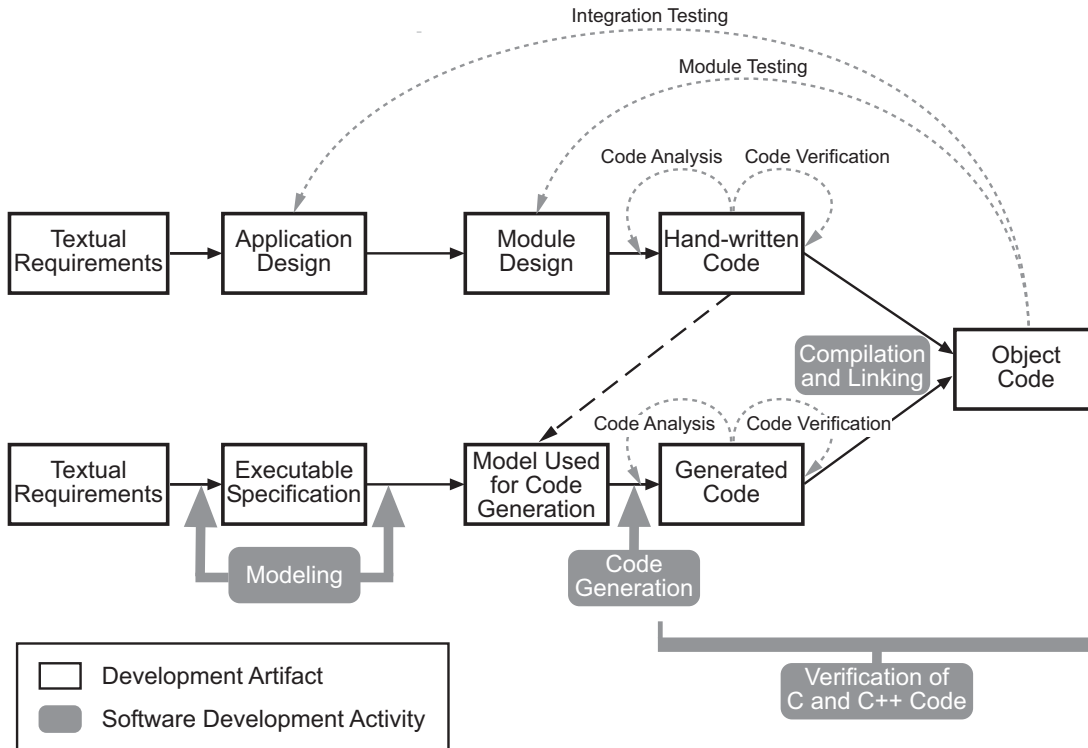 Integration Testing
Module Testing
Code Analysis
Code Verification
Textual
Requirements
Application
Design
Module
Design
Hand-written
Code
Compilation
and Linking
Object
Code
Code Analysis
Code Verification
Textual
Requirements
Executable
Specification
Model Used
for Code
Generation
Generated
Code
Modeling
Code
Generation
Development Artifact
Software Development Activity
Verification of
C and C++ Code